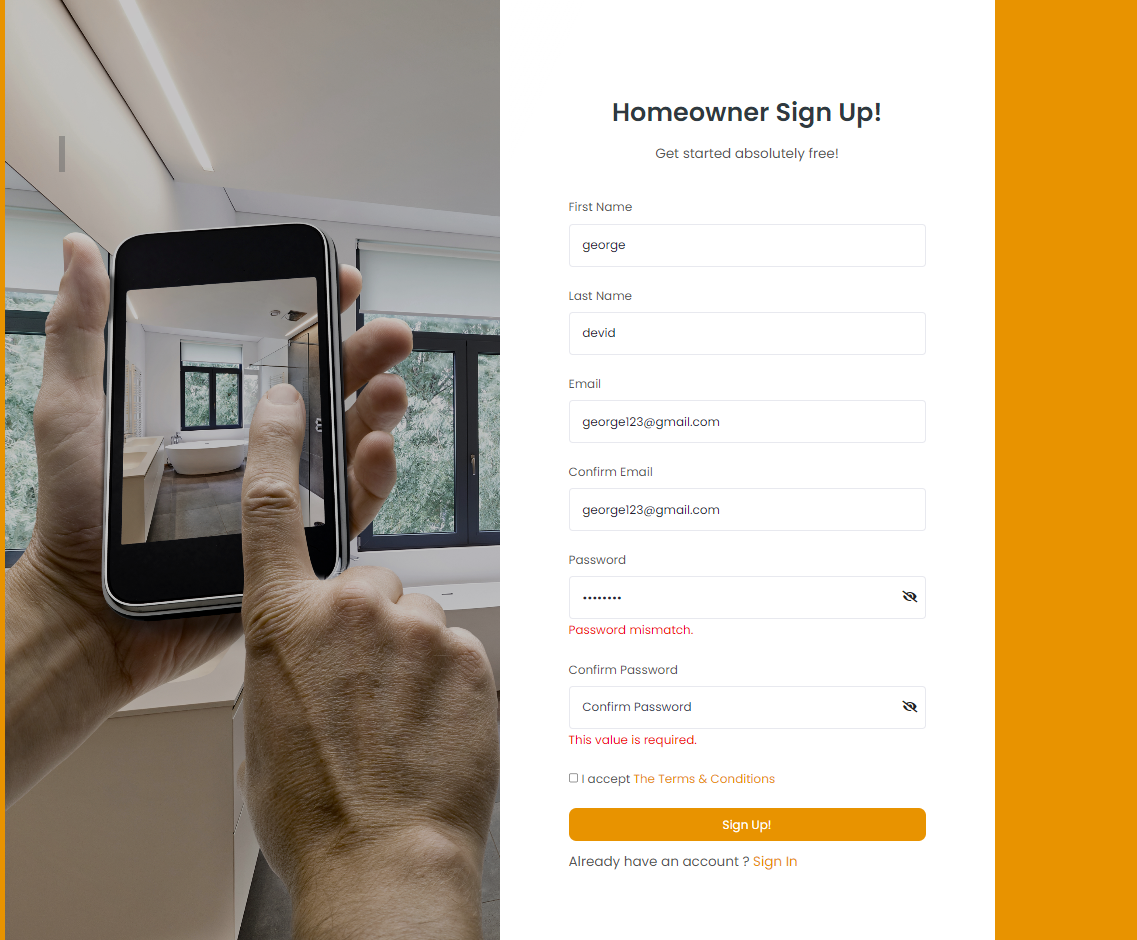 Homeowner Sign Up!
Get started absolutely free!
First Name
george
Last Name
devid
Email
george123@gmail.com
Confirm Email
george123@gmail.com
Password
••••••••
Password mismatch.
Confirm Password
Confirm Password
This value is required.
I accept The Terms & Conditions
Sign Up!
Already have an account ? Sign In